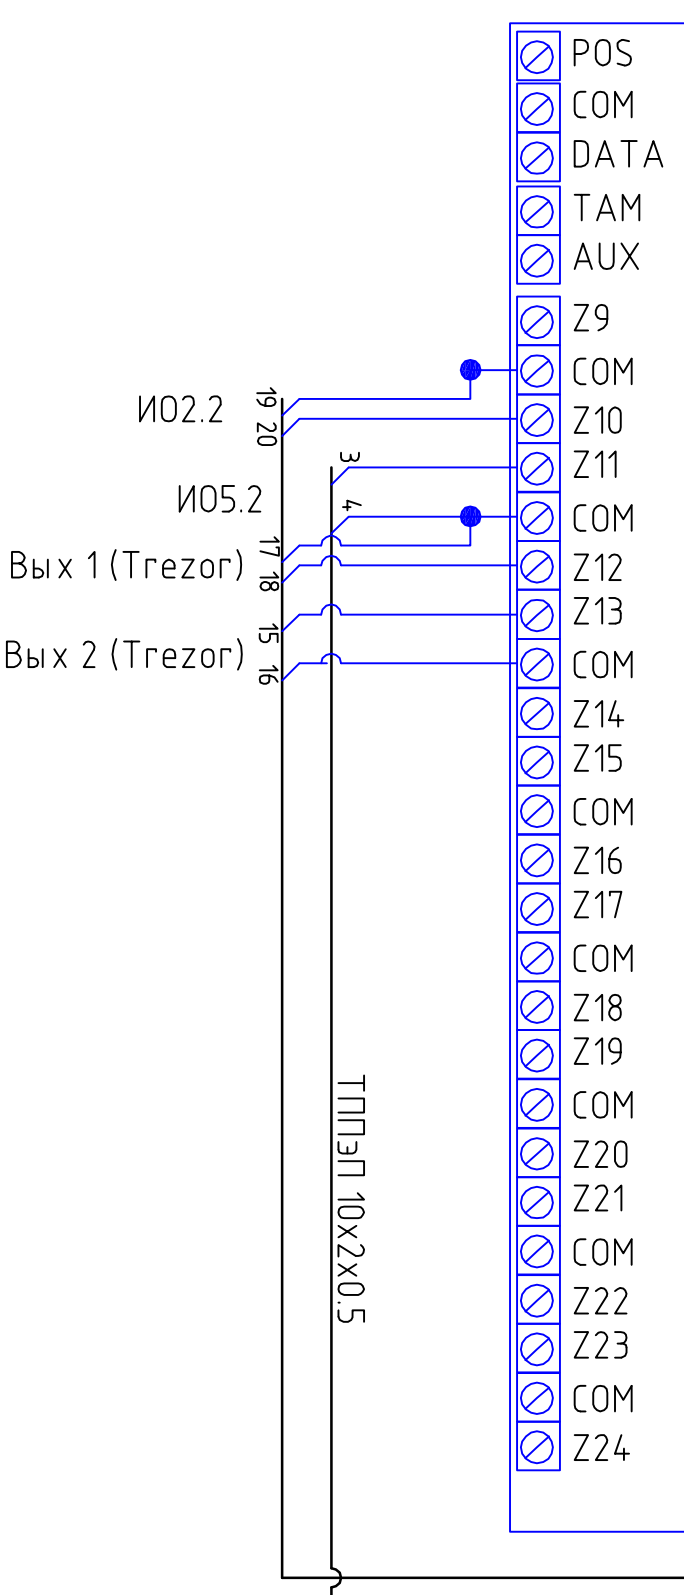 POS
COM
DATA
TAM
AUX
Z9
COM
ИО2.2
19
20
Z10
3
Z11
ИО5.2
4
COM
17
Вых 1 (Trezor)
18
Z12
15
Z13
Вых 2 (Trezor)
16
COM
Z14
Z15
COM
Z16
Z17
COM
Z18
Z19
COM
ТППэП 10х2х0.5
Z20
Z21
COM
Z22
Z23
COM
Z24